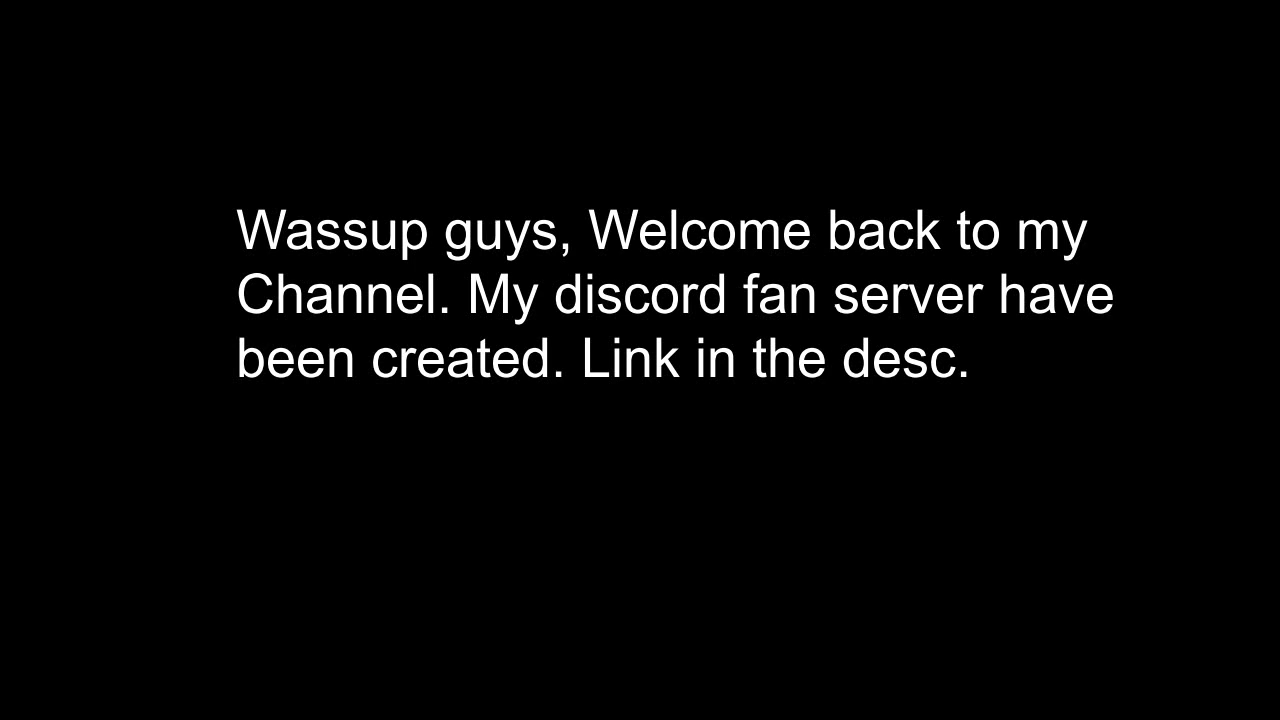 Wassup guys, Welcome back to my
Channel. My discord fan server have
been created. Link in the desc.